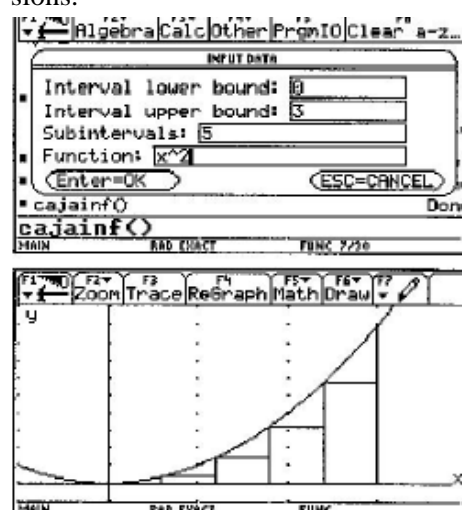 sions.
Algebra Calc Other PrgmIO Clear a-z…
INPUT DATA
Interval lower bound: 0
Interval upper bound: 3
Subintervals: 5
Function: x^2
Enter=OK ESC=CANCEL
cajainf() Don
cajainf()
MAIN RAD EXACT FUNC 7/30
F1 F2 F3 F4 F5 F6 F7
Zoom Trace ReGraph Math Draw
y
x
MAIN RAD EXACT FUNC